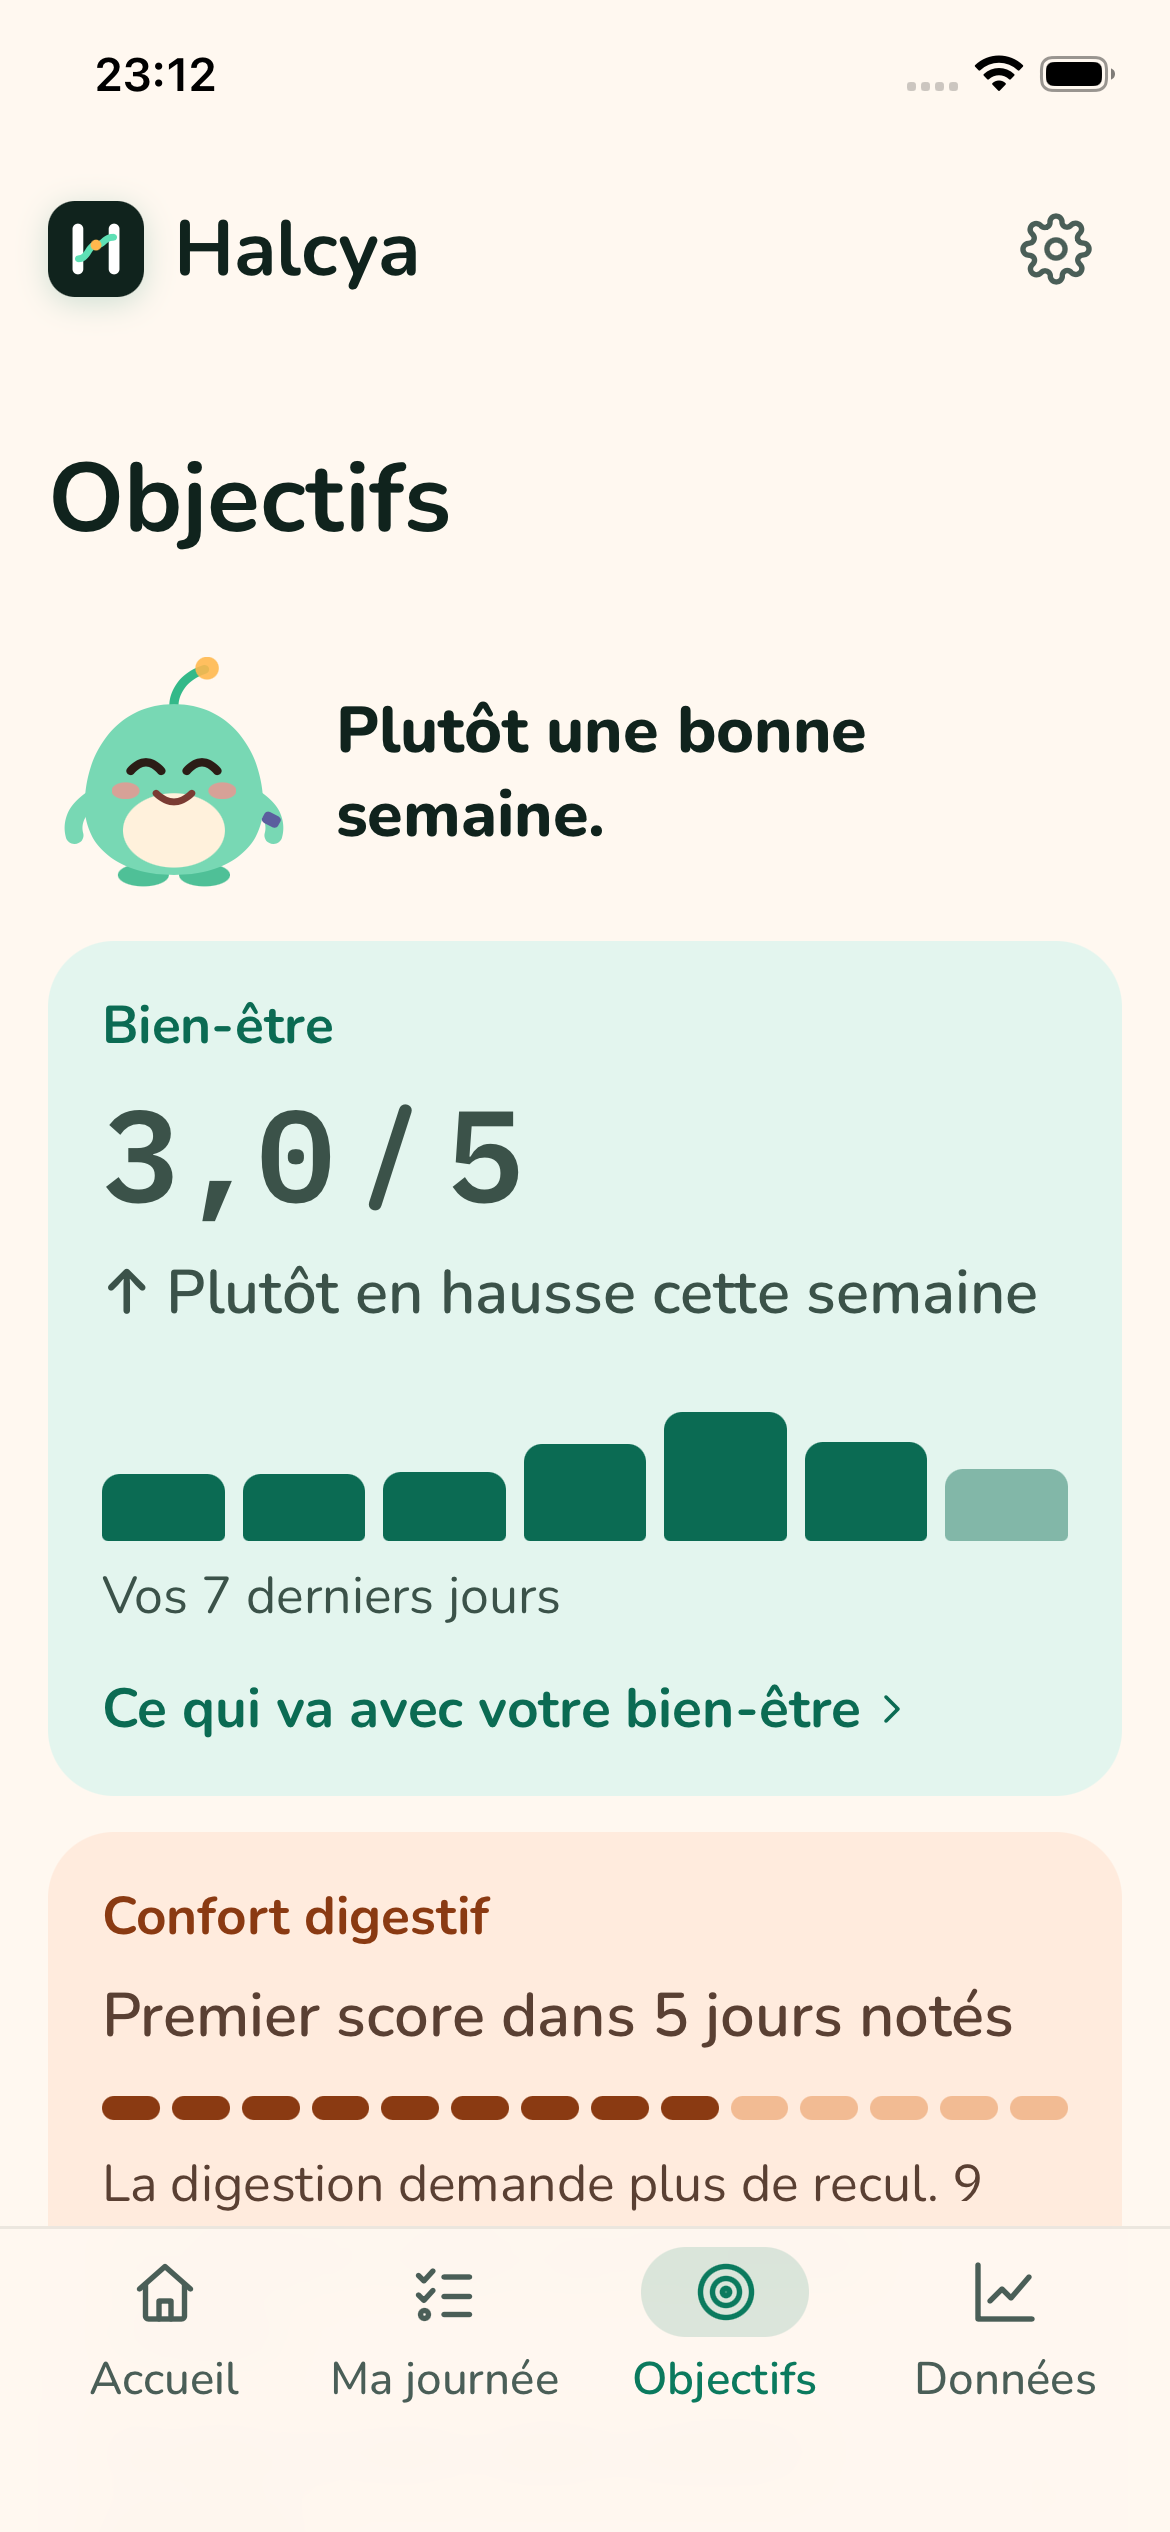 23:12
Halcya
Objectifs
Plutôt une bonne
semaine.
Bien-être
3,0/5
↑ Plutôt en hausse cette semaine
Vos 7 derniers jours
Ce qui va avec votre bien-être >
Confort digestif
Premier score dans 5 jours notés
La digestion demande plus de recul. 9
Accueil
Ma journée
Objectifs
Données